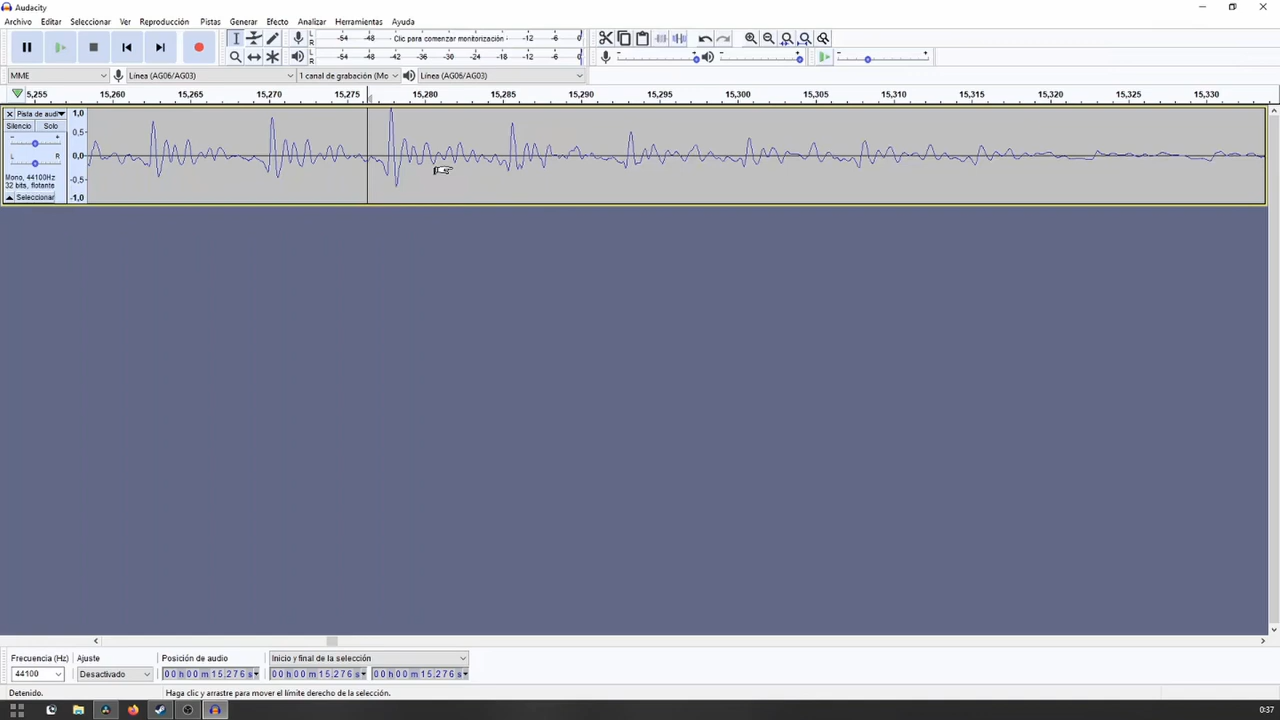 Audacity
Archivo Editar Seleccionar Ver Reproducción Pistas Generar Efecto Analizar Herramientas Ayuda
L R -54 -48 Clic para comenzar monitorización -12 -6 0
L R -54 -48 -42 -36 -30 -24 -18 -12 -6 0
MME Línea (AG06/AG03) 1 canal de grabación (Mo Línea (AG06/AG03)
5,255 15,260 15,265 15,270 15,275 15,280 15,285 15,290 15,295 15,300 15,305 15,310 15,315 15,320 15,325 15,330
Pista de audi 1,0
Silencio Solo
- + 0,5
L R 0,0
Mono, 44100Hz
32 bits, flotante -0,5
Seleccionar -1,0
Frecuencia (Hz) Ajuste Posición de audio Inicio y final de la selección
44100 Desactivado 00 h 00 m 15,276 s 00 h 00 m 15,276 s 00 h 00 m 15,276 s
Detenido. Haga clic y arrastre para mover el límite derecho de la selección.
0:37